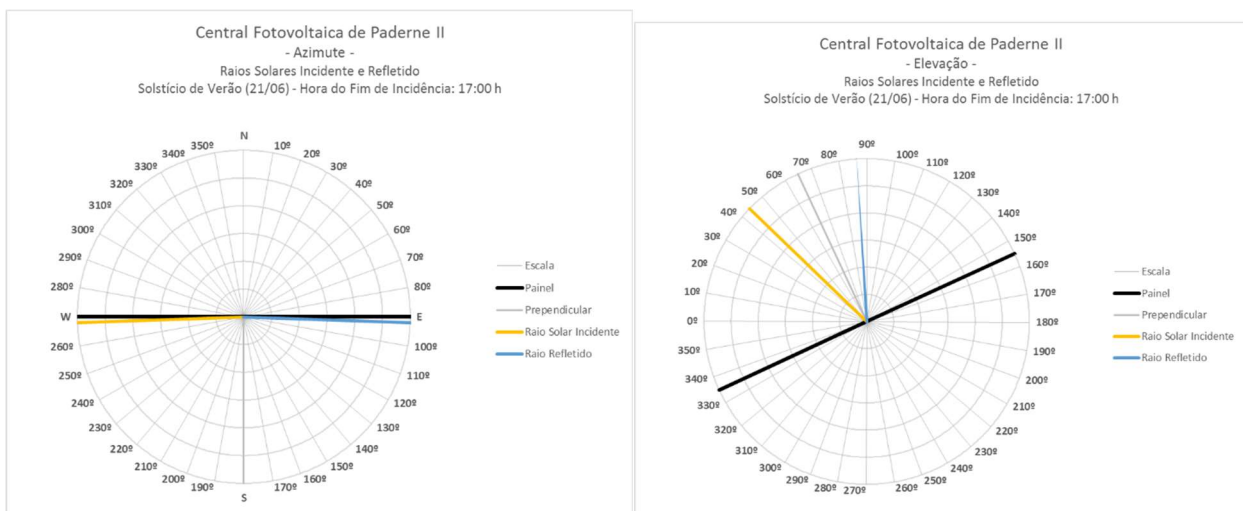 Central Fotovoltaica de Paderne II
- Azimute -
Raios Solares Incidente e Refletido
Solstício de Verão (21/06) - Hora do Fim de Incidência: 17:00 h
N
10º
20º
30º
40º
50º
60º
70º
80º
E
100º
110º
120º
130º
140º
150º
160º
170º
S
190º
200º
210º
220º
230º
240º
250º
260º
W
280º
290º
300º
310º
320º
330º
340º
350º
Escala
Painel
Prependicular
Raio Solar Incidente
Raio Refletido
Central Fotovoltaica de Paderne II
- Elevação -
Raios Solares Incidente e Refletido
Solstício de Verão (21/06) - Hora do Fim de Incidência: 17:00 h
90º
100º
110º
120º
130º
140º
150º
160º
170º
180º
190º
200º
210º
220º
230º
240º
250º
260º
270º
280º
290º
300º
310º
320º
330º
340º
350º
0º
10º
20º
30º
40º
50º
60º
70º
80º
Escala
Painel
Prependicular
Raio Solar Incidente
Raio Refletido